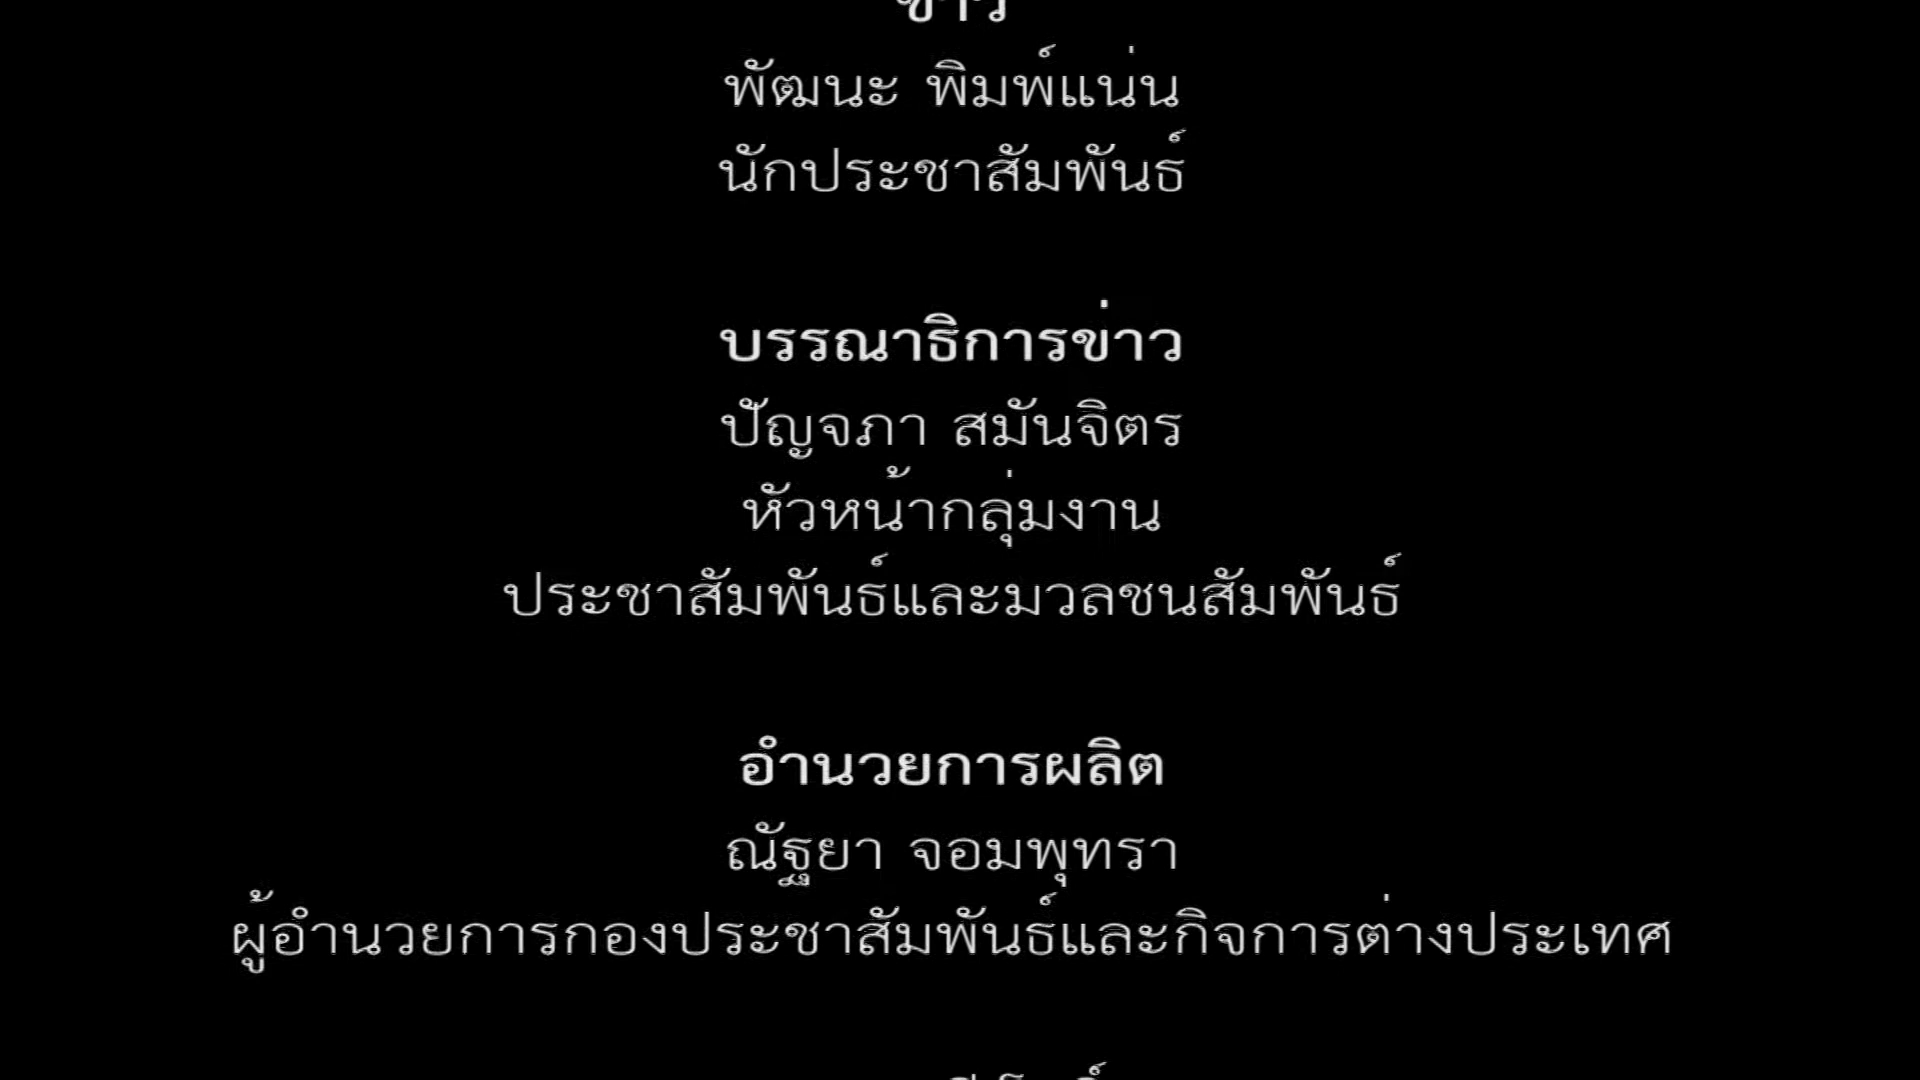 ข่าว
พัฒนะ พิมพ์แน่น
นักประชาสัมพันธ์
บรรณาธิการข่าว
ปัญจภา สมันจิตร
หัวหน้ากลุ่มงาน
ประชาสัมพันธ์และมวลชนสัมพันธ์
อำนวยการผลิต
ณัฐยา จอมพุทรา
ผู้อำนวยการกองประชาสัมพันธ์และกิจการต่างประเทศ